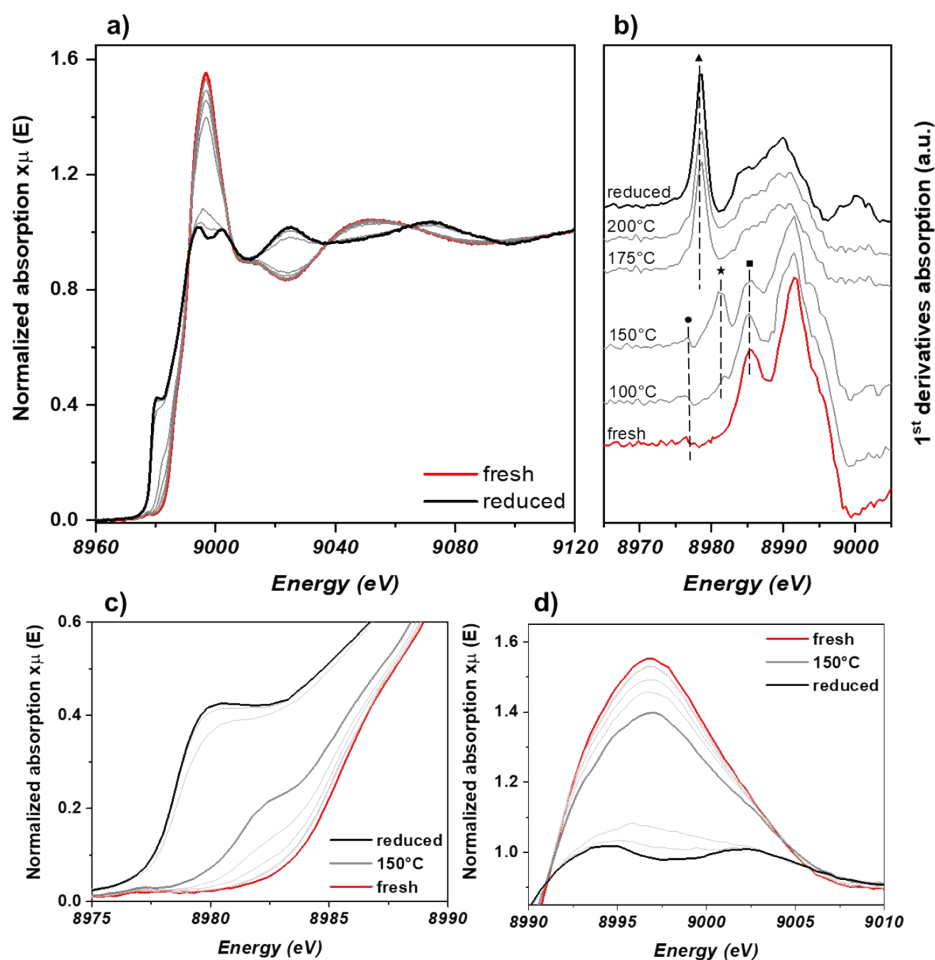 a)
Normalized absorption xμ (E)
1.6
1.2
0.8
0.4
0.0
8960
9000
9040
9080
9120
Energy (eV)
fresh
reduced
b)
reduced
200°C
175°C
150°C
100°C
fresh
8970
8980
8990
9000
Energy (eV)
1st derivatives absorption (a.u.)
c)
Normalized absorption xμ (E)
0.6
0.4
0.2
0.0
8975
8980
8985
8990
Energy (eV)
reduced
150°C
fresh
d)
Normalized absorption xμ (E)
1.6
1.4
1.2
1.0
8990
8995
9000
9005
9010
Energy (eV)
fresh
150°C
reduced